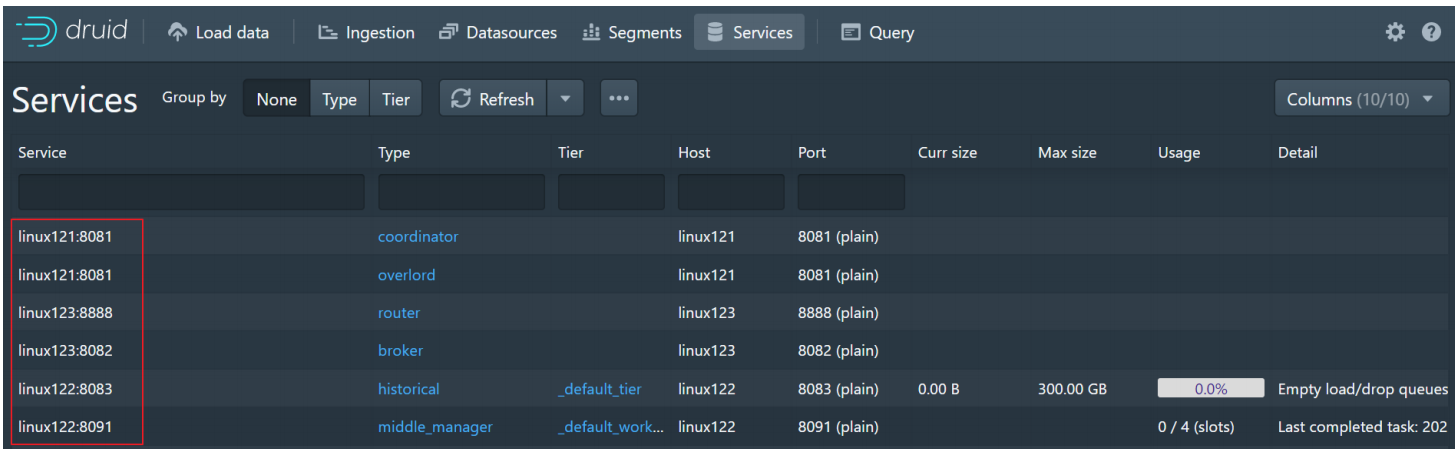 druid Load data Ingestion Datasources Segments Services Query
Services Group by None Type Tier Refresh Columns (10/10)
Service Type Tier Host Port Curr size Max size Usage Detail
linux121:8081 coordinator linux121 8081 (plain)
linux121:8081 overlord linux121 8081 (plain)
linux123:8888 router linux123 8888 (plain)
linux123:8082 broker linux123 8082 (plain)
linux122:8083 historical _default_tier linux122 8083 (plain) 0.00 B 300.00 GB 0.0% Empty load/drop queues
linux122:8091 middle_manager _default_work... linux122 8091 (plain) 0 / 4 (slots) Last completed task: 202